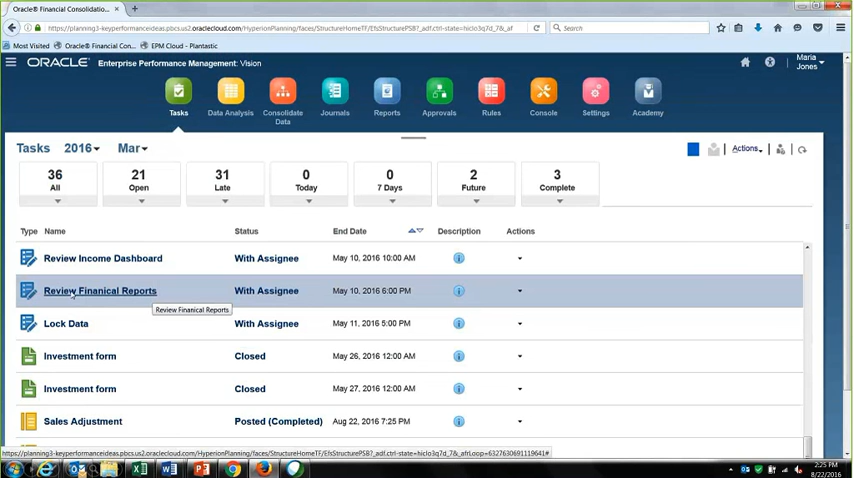 Oracle® Financial Consolidatio... × +
https://planning3-keyperformanceideas.pbcs.us2.oraclecloud.com/HyperionPlanning/faces/StructureHomeTF/EfsStructurePSB?_adf.ctrl-state=hiclo3q7d_7&_af
Search
Most Visited Oracle® Financial Con... EPM Cloud - Plantastic
ORACLE® Enterprise Performance Management: Vision
Maria Jones
Tasks Data Analysis Consolidate Data Journals Reports Approvals Rules Console Settings Academy
Tasks 2016 Mar Actions
36 21 31 0 0 2 3
All Open Late Today 7 Days Future Complete
Type Name Status End Date Description Actions
Review Income Dashboard With Assignee May 10, 2016 10:00 AM
Review Finanical Reports With Assignee May 10, 2016 6:00 PM
Review Finanical Reports
Lock Data With Assignee May 11, 2016 5:00 PM
Investment form Closed May 26, 2016 12:00 AM
Investment form Closed May 27, 2016 12:00 AM
Sales Adjustment Posted (Completed) Aug 22, 2016 7:25 PM
https://planning3-keyperformanceideas.pbcs.us2.oraclecloud.com/HyperionPlanning/faces/StructureHomeTF/EfsStructurePSB?_adf.ctrl-state=hiclo3q7d_7&_afrLoop=6327630691119641#
2:25 PM
8/22/2016